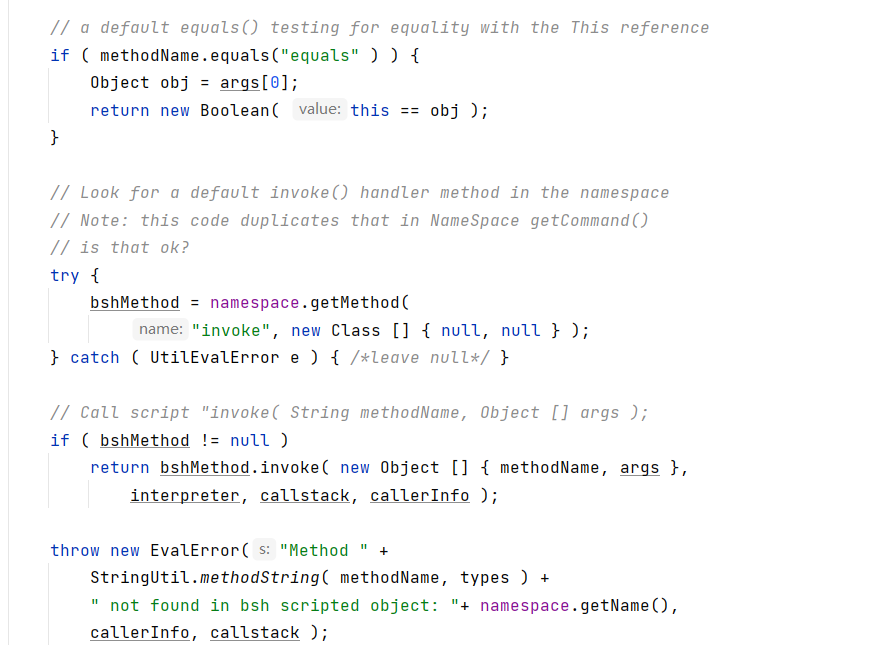 // a default equals() testing for equality with the This reference
if ( methodName.equals("equals" ) ) {
Object obj = args[0];
return new Boolean( value: this == obj );
}
// Look for a default invoke() handler method in the namespace
// Note: this code duplicates that in NameSpace getCommand()
// is that ok?
try {
bshMethod = namespace.getMethod(
name: "invoke", new Class [] { null, null } );
} catch ( UtilEvalError e ) { /*leave null*/ }
// Call script "invoke( String methodName, Object [] args );
if ( bshMethod != null )
return bshMethod.invoke( new Object [] { methodName, args },
interpreter, callstack, callerInfo );
throw new EvalError( s: "Method " +
StringUtil.methodString( methodName, types ) +
" not found in bsh scripted object: "+ namespace.getName(),
callerInfo, callstack );